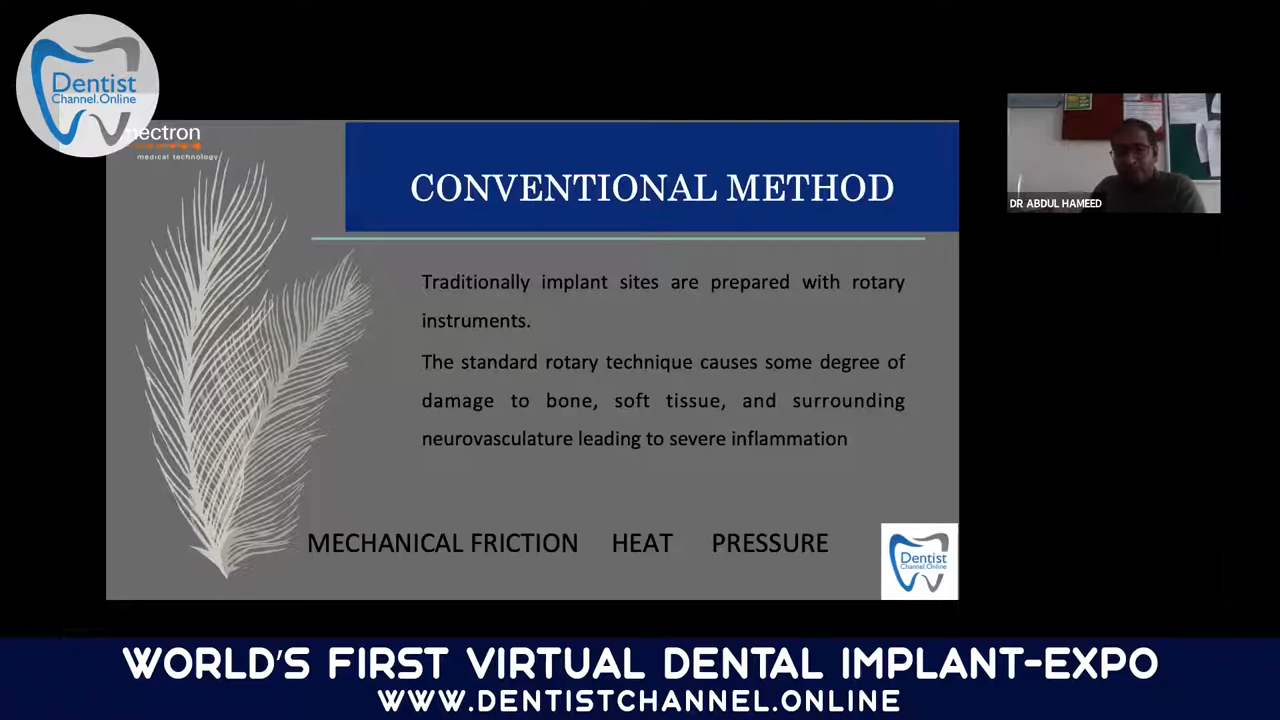 Dentist
Channel.Online
mectron
medical technology
CONVENTIONAL METHOD
DR ABDUL HAMEED
Traditionally implant sites are prepared with rotary
instruments.
The standard rotary technique causes some degree of
damage to bone, soft tissue, and surrounding
neurovasculature leading to severe inflammation
MECHANICAL FRICTION HEAT PRESSURE
Dentist
Channel.Online
WORLD'S FIRST VIRTUAL DENTAL IMPLANT-EXPO
WWW.DENTISTCHANNEL.ONLINE